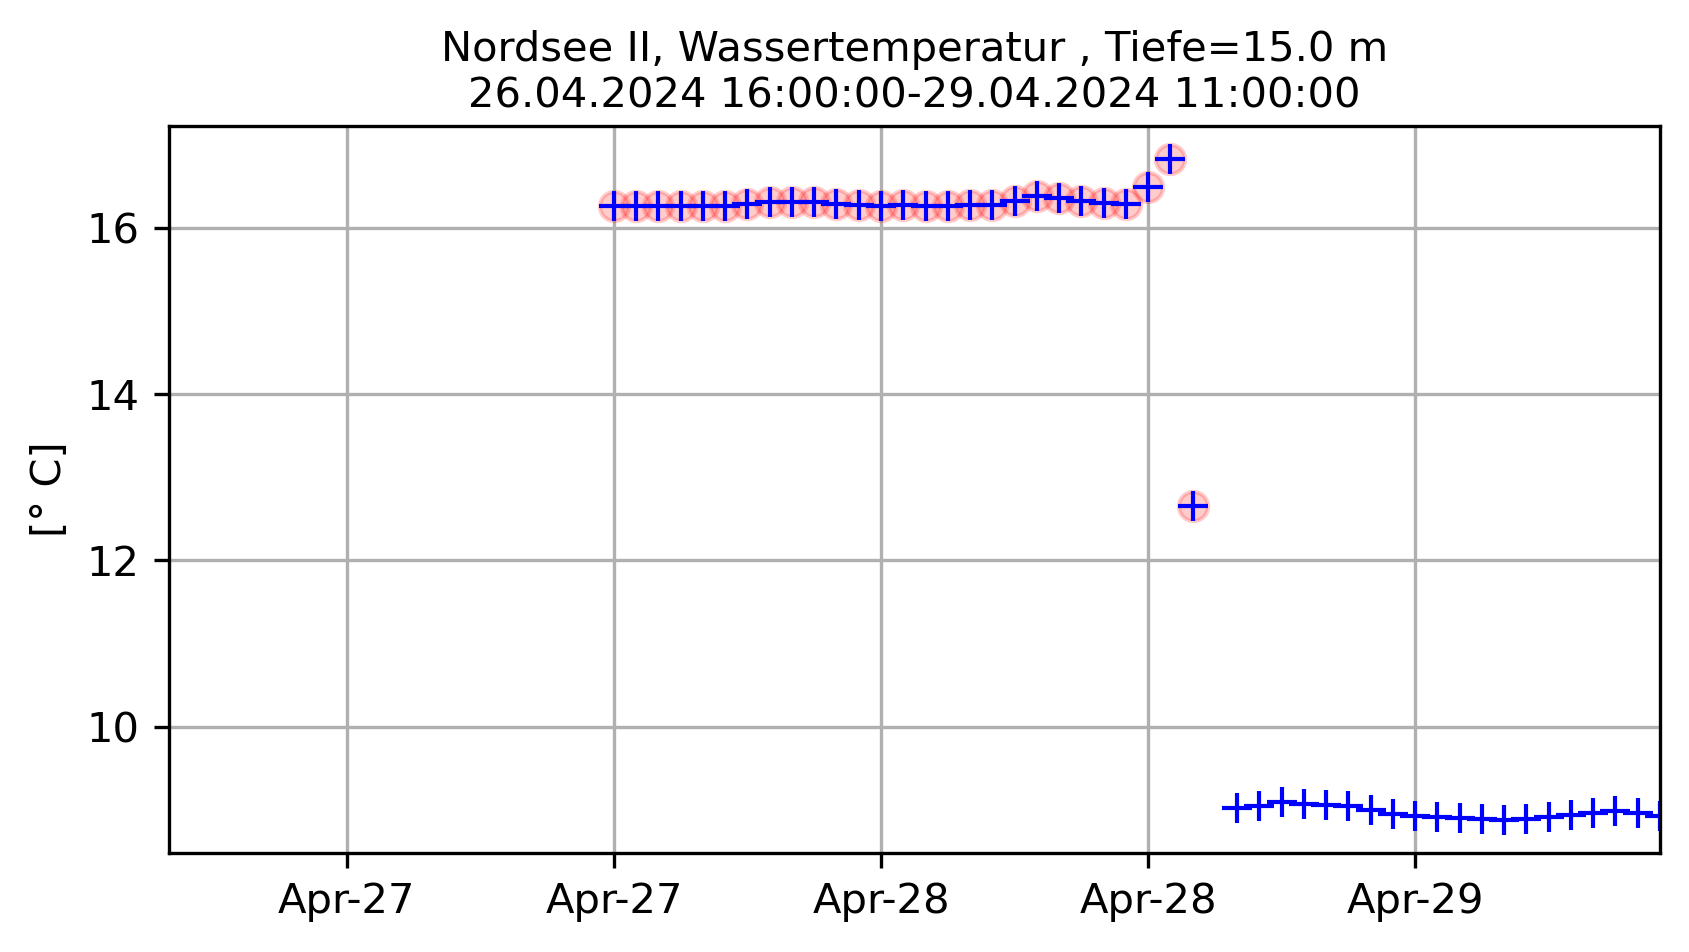 Nordsee II, Wassertemperatur , Tiefe=15.0 m
26.04.2024 16:00:00-29.04.2024 11:00:00
16
14
12
10
[° C]
Apr-27 Apr-27 Apr-28 Apr-28 Apr-29